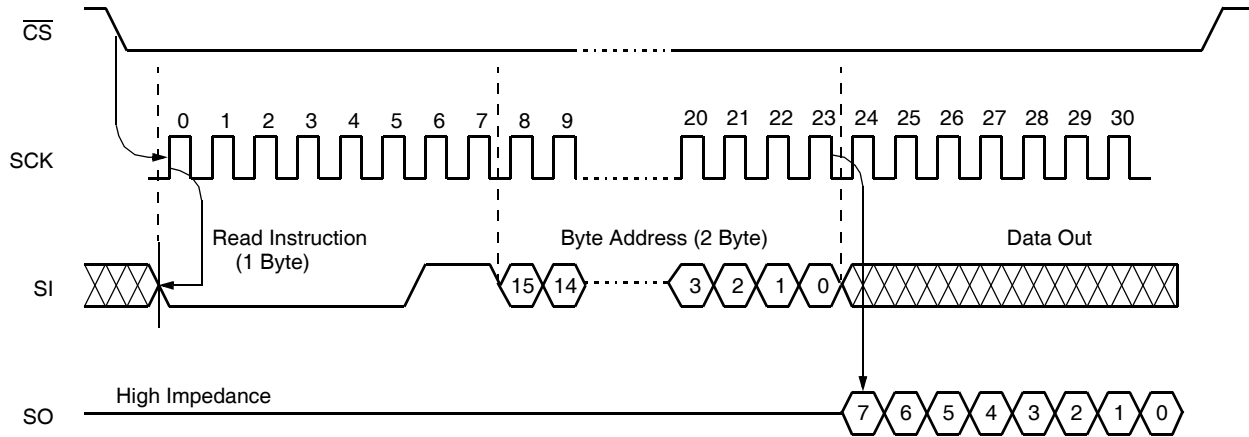 CS
0 1 2 3 4 5 6 7 8 9 20 21 22 23 24 25 26 27 28 29 30
SCK
Read Instruction
(1 Byte)
Byte Address (2 Byte)
Data Out
SI
15 14 3 2 1 0
High Impedance
SO
7 6 5 4 3 2 1 0